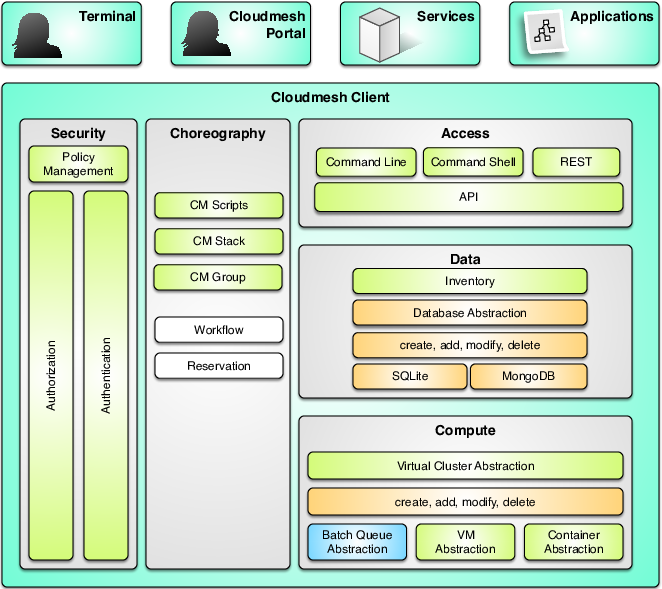 Terminal
Cloudmesh
Portal
Services
Applications
Cloudmesh Client
Security
Policy
Management
Authorization
Authentication
Choreography
CM Scripts
CM Stack
CM Group
Workflow
Reservation
Access
Command Line
Command Shell
REST
API
Data
Inventory
Database Abstraction
create, add, modify, delete
SQLite
MongoDB
Compute
Virtual Cluster Abstraction
create, add, modify, delete
Batch Queue
Abstraction
VM
Abstraction
Container
Abstraction